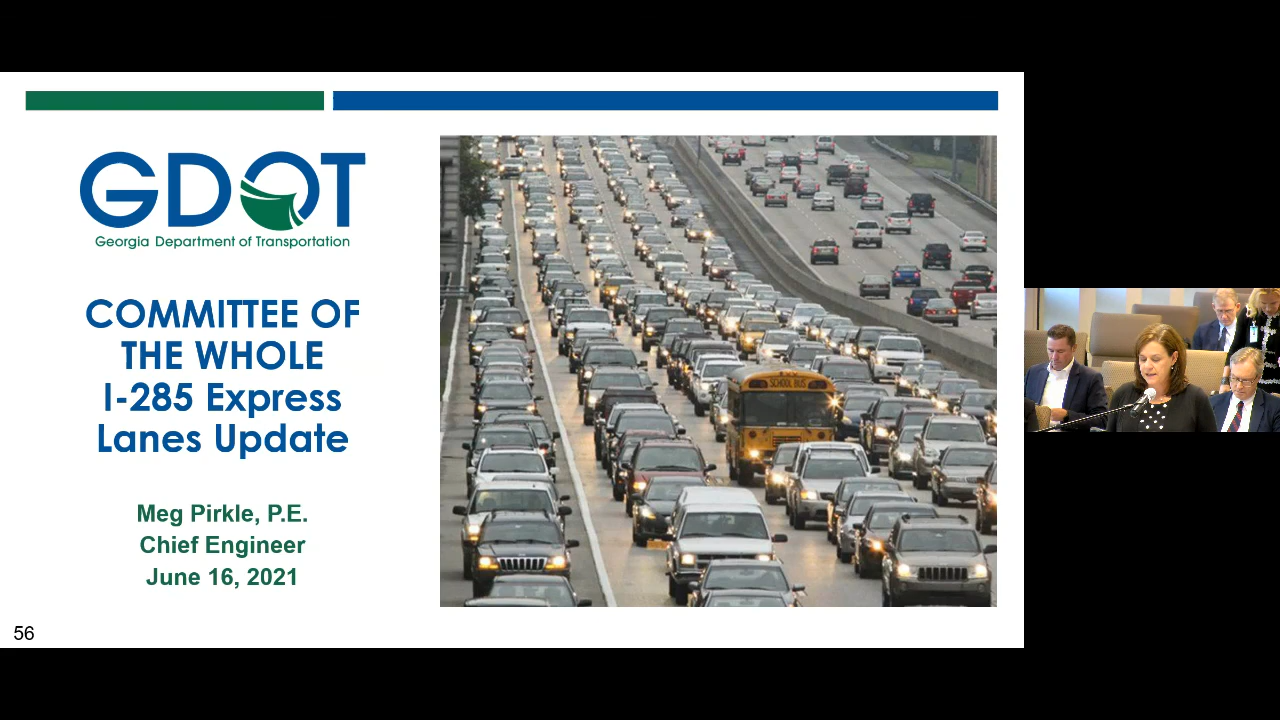 GDOT
Georgia Department of Transportation
COMMITTEE OF
THE WHOLE
I-285 Express
Lanes Update
Meg Pirkle, P.E.
Chief Engineer
June 16, 2021
56
SCHOOL BUS